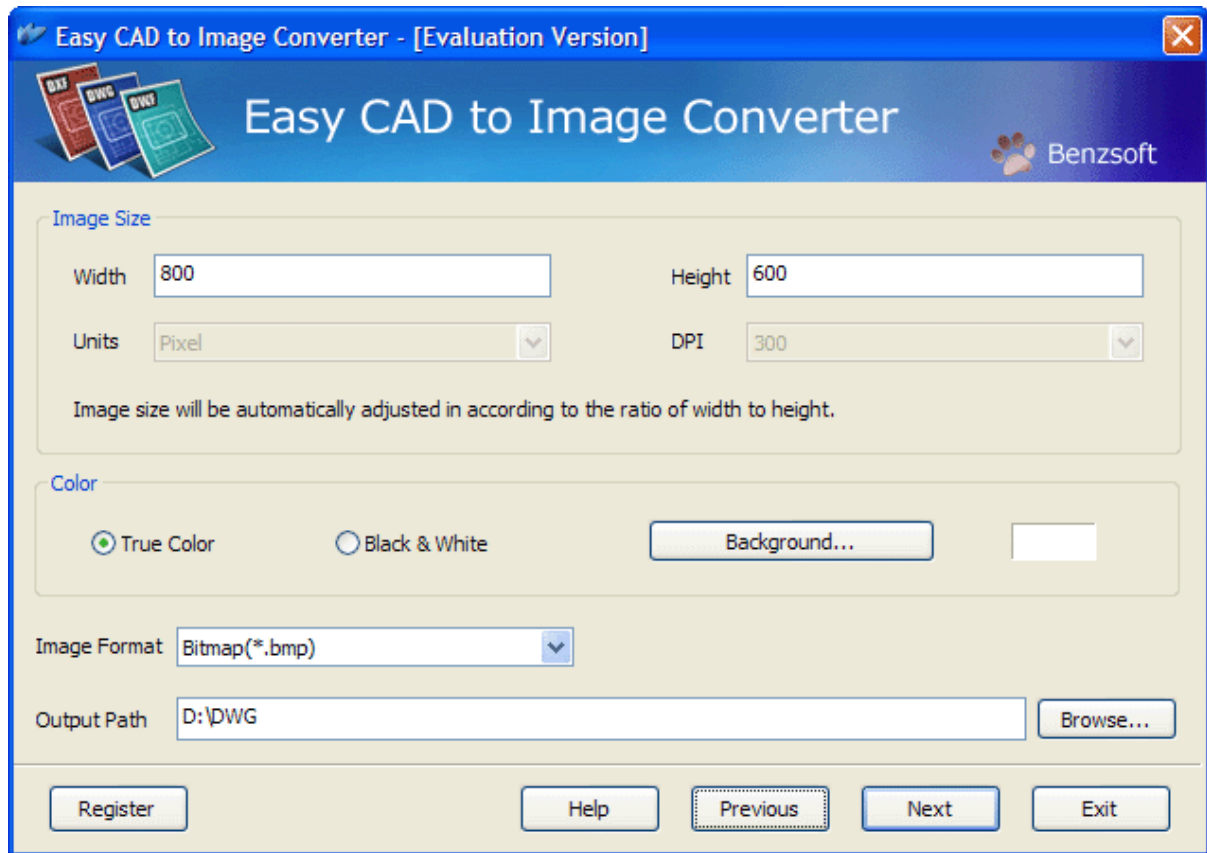 Easy CAD to Image Converter - [Evaluation Version]
DXF
DWG
DWF
Easy CAD to Image Converter
Benzsoft
Image Size
Width 800 Height 600
Units Pixel DPI 300
Image size will be automatically adjusted in according to the ratio of width to height.
Color
True Color Black & White Background...
Image Format Bitmap(*.bmp)
Output Path D:\DWG Browse...
Register Help Previous Next Exit